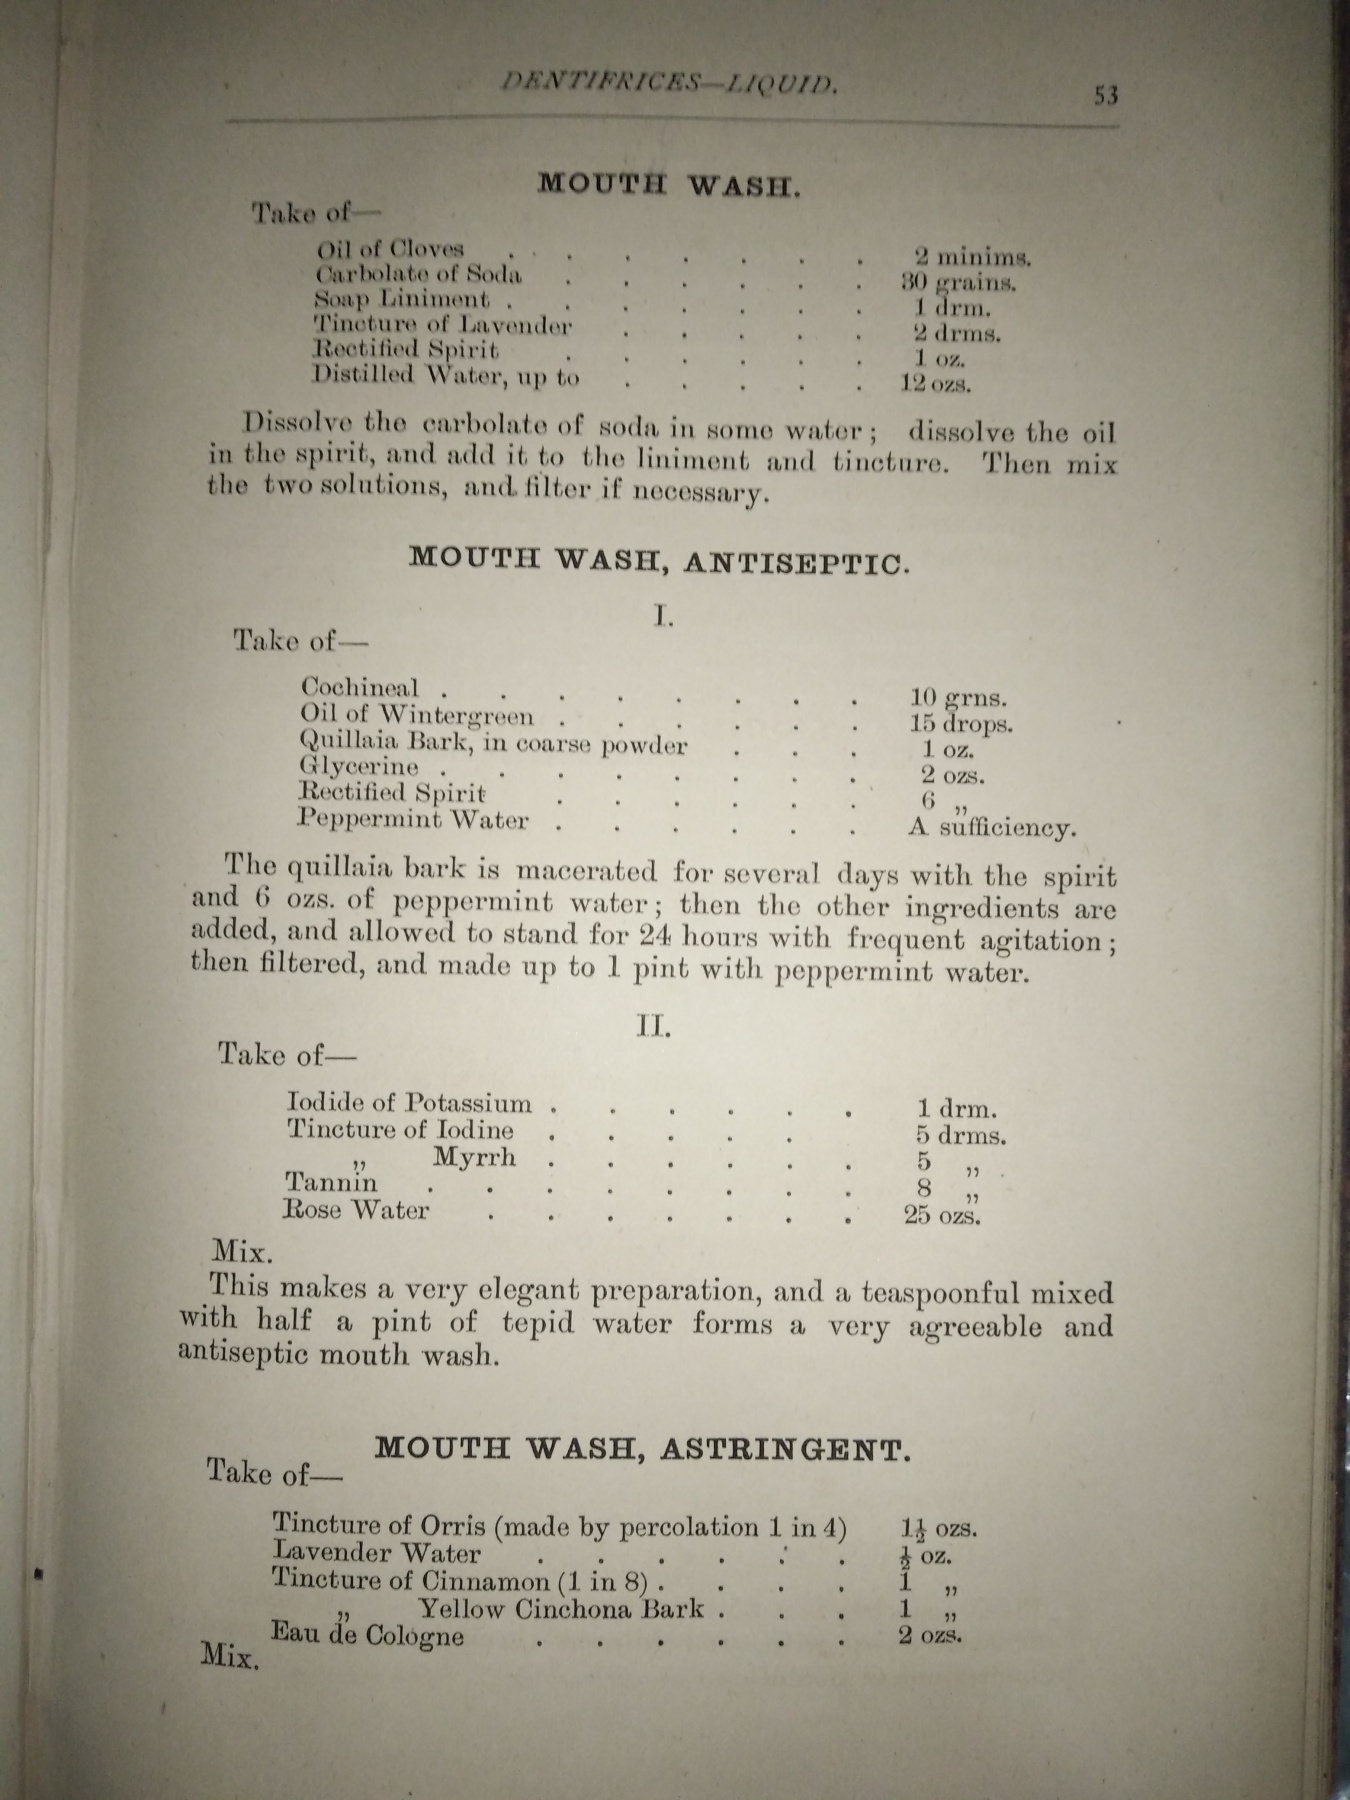 DENTIFRICES—LIQUID. 53
MOUTH WASH.
Take of—
Oil of Cloves . . . . . . . 2 minims.
Carbolate of Soda . . . . . . 30 grains.
Soap Liniment . . . . . . . 1 drm.
Tincture of Lavender . . . . . 2 drms.
Rectified Spirit . . . . . . 1 oz.
Distilled Water, up to . . . . . 12 ozs.
Dissolve the carbolate of soda in some water; dissolve the oil
in the spirit, and add it to the liniment and tincture. Then mix
the two solutions, and filter if necessary.
MOUTH WASH, ANTISEPTIC.
I.
Take of—
Cochineal . . . . . . . . 10 grns.
Oil of Wintergreen . . . . . . 15 drops.
Quillaia Bark, in coarse powder . . . 1 oz.
Glycerine . . . . . . . . 2 ozs.
Rectified Spirit . . . . . . 6 „
Peppermint Water . . . . . . A sufficiency.
The quillaia bark is macerated for several days with the spirit
and 6 ozs. of peppermint water; then the other ingredients are
added, and allowed to stand for 24 hours with frequent agitation;
then filtered, and made up to 1 pint with peppermint water.
II.
Take of—
Iodide of Potassium . . . . . . 1 drm.
Tincture of Iodine . . . . . 5 drms.
„ Myrrh . . . . . . 5 „
Tannin . . . . . . . . 8 „
Rose Water . . . . . . . 25 ozs.
Mix.
This makes a very elegant preparation, and a teaspoonful mixed
with half a pint of tepid water forms a very agreeable and
antiseptic mouth wash.
MOUTH WASH, ASTRINGENT.
Take of—
Tincture of Orris (made by percolation 1 in 4) 1½ ozs.
Lavender Water . . . . . . ½ oz.
Tincture of Cinnamon (1 in 8) . . . . 1 „
„ Yellow Cinchona Bark . . . 1 „
Eau de Cologne . . . . . . 2 ozs.
Mix.